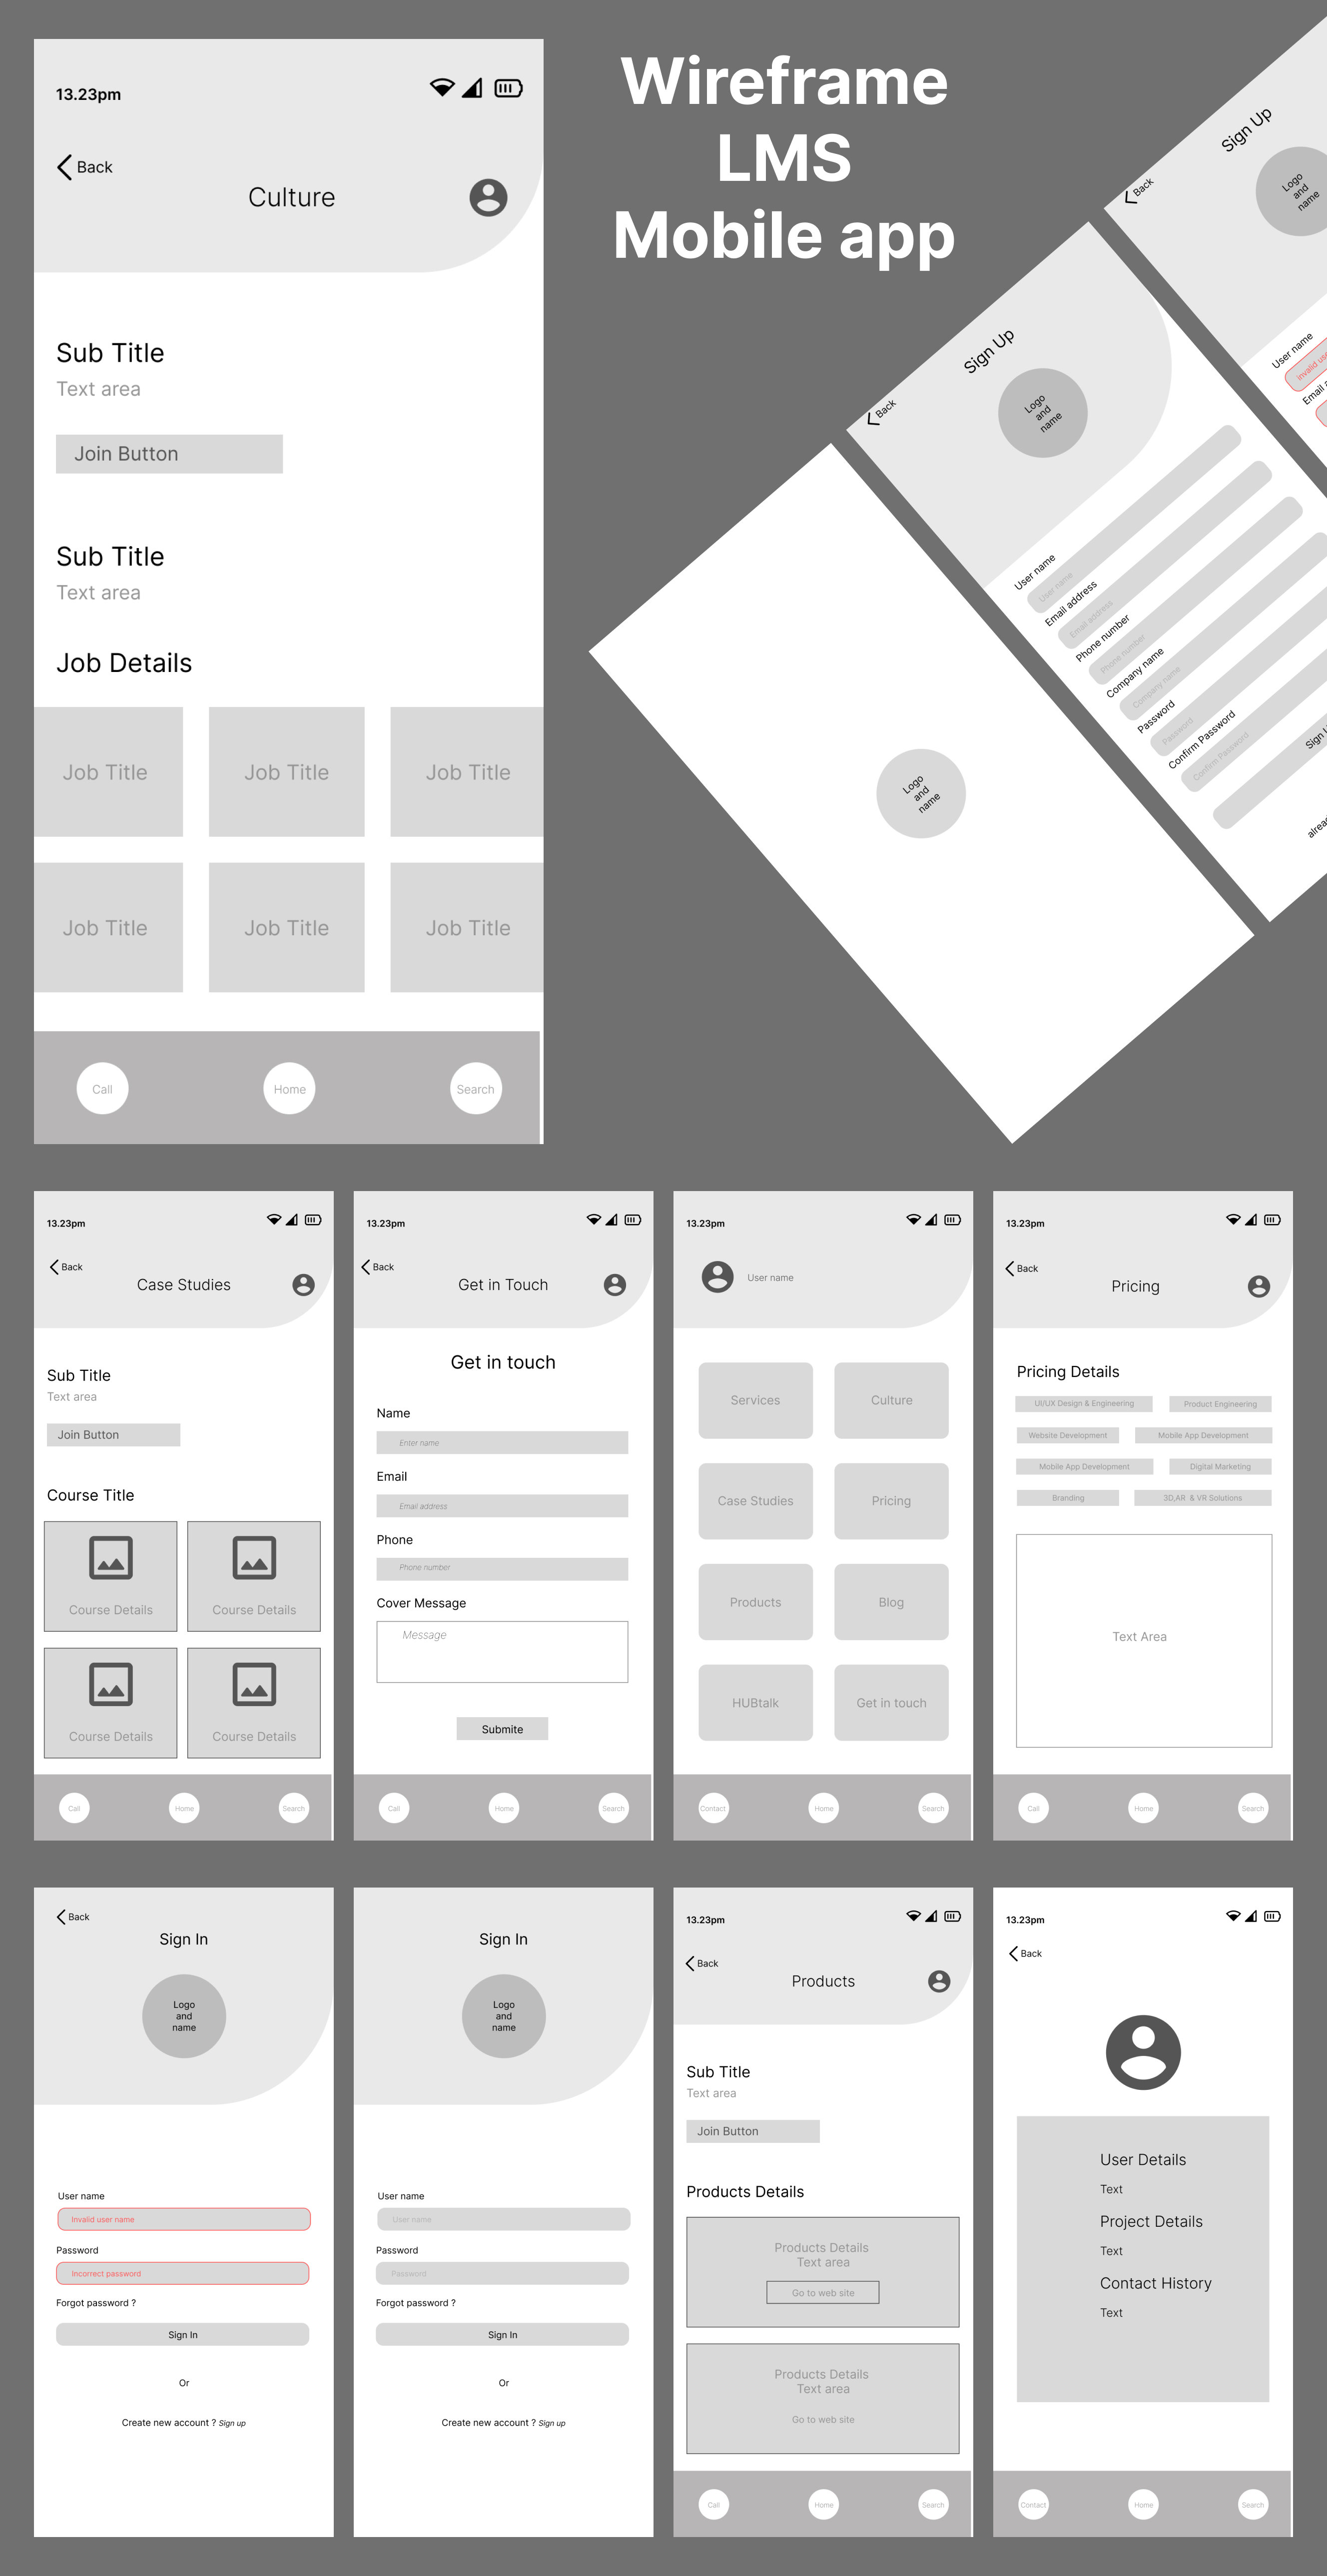 Wireframe
LMS
Mobile app
13.23pm
Back
Culture
Sub Title
Text area
Join Button
Sub Title
Text area
Job Details
Job Title
Job Title
Job Title
Job Title
Job Title
Job Title
Call
Home
Search
Logo
and
name
Back
Sign Up
Logo
and
name
User name
User name
Email address
Email address
Phone number
Phone number
Company name
Company name
Password
Password
Confirm Password
Confirm Password
Sign
Back
Sign Up
Logo
and
name
User name
Invalid
Email
13.23pm
Back
Case Studies
Sub Title
Text area
Join Button
Course Title
Course Details
Course Details
Course Details
Course Details
Call
Home
Search
13.23pm
Back
Get in Touch
Get in touch
Name
Enter name
Email
Email address
Phone
Phone number
Cover Message
Message
Submite
Call
Home
Search
13.23pm
User name
Services
Culture
Case Studies
Pricing
Products
Blog
HUBtalk
Get in touch
Contact
Home
Search
13.23pm
Back
Pricing
Pricing Details
UI/UX Design & Engineering
Product Engineering
Website Development
Mobile App Development
Mobile App Development
Digital Marketing
Branding
3D,AR & VR Solutions
Text Area
Call
Home
Search
Back
Sign In
Logo
and
name
User name
Invalid user name
Password
Incorrect password
Forgot password ?
Sign In
Or
Create new account ? Sign up
Sign In
Logo
and
name
User name
User name
Password
Password
Forgot password ?
Sign In
Or
Create new account ? Sign up
13.23pm
Back
Products
Sub Title
Text area
Join Button
Products Details
Products Details
Text area
Go to web site
Products Details
Text area
Go to web site
Call
Home
Search
13.23pm
Back
User Details
Text
Project Details
Text
Contact History
Text
Contact
Home
Search